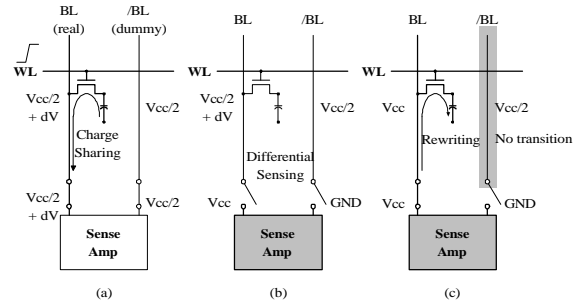 BL
(real)
/BL
(dummy)
WL
Vcc/2
+ dV
Vcc/2
Charge
Sharing
Vcc/2
+ dV
Vcc/2
Sense
Amp
(a)
BL
/BL
WL
Vcc/2
+ dV
Vcc/2
Differential
Sensing
Vcc
GND
Sense
Amp
(b)
BL
/BL
WL
Vcc
Vcc/2
Rewriting
No transition
Vcc
GND
Sense
Amp
(c)